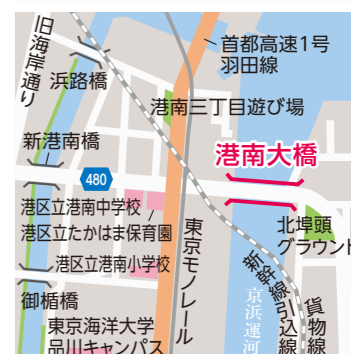 旧海岸通り
首都高速1号
羽田線
浜路橋
港南三丁目遊び場
新港南橋
港南大橋
480
港区立港南中学校
港区立たかはま保育園
港区立港南小学校
東京モノレール
北埠頭
グラウント
新幹線引込線
貨物線
京浜運河
御楯橋
東京海洋大学
品川キャンパス